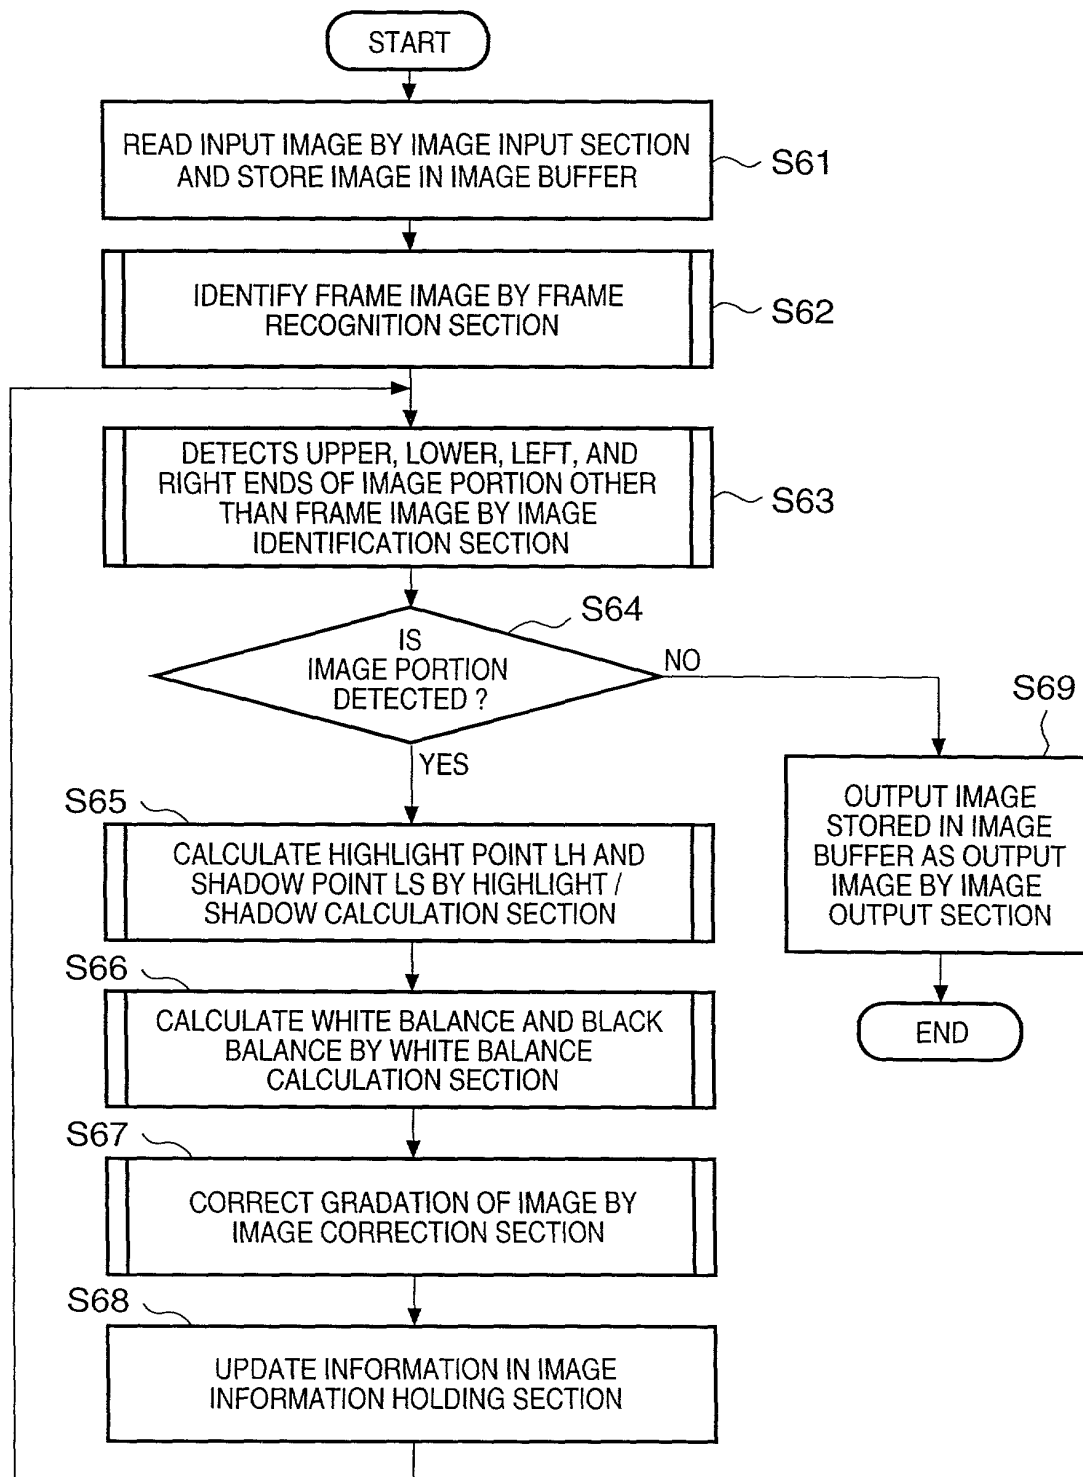 START
READ INPUT IMAGE BY IMAGE INPUT SECTION
AND STORE IMAGE IN IMAGE BUFFER
S61
IDENTIFY FRAME IMAGE BY FRAME
RECOGNITION SECTION
S62
DETECTS UPPER, LOWER, LEFT, AND
RIGHT ENDS OF IMAGE PORTION OTHER
THAN FRAME IMAGE BY IMAGE
IDENTIFICATION SECTION
S63
S64
IS
IMAGE PORTION
DETECTED ?
NO
YES
S69
OUTPUT IMAGE
STORED IN IMAGE
BUFFER AS OUTPUT
IMAGE BY IMAGE
OUTPUT SECTION
END
S65
CALCULATE HIGHLIGHT POINT LH AND
SHADOW POINT LS BY HIGHLIGHT /
SHADOW CALCULATION SECTION
S66
CALCULATE WHITE BALANCE AND BLACK
BALANCE BY WHITE BALANCE
CALCULATION SECTION
S67
CORRECT GRADATION OF IMAGE BY
IMAGE CORRECTION SECTION
S68
UPDATE INFORMATION IN IMAGE
INFORMATION HOLDING SECTION